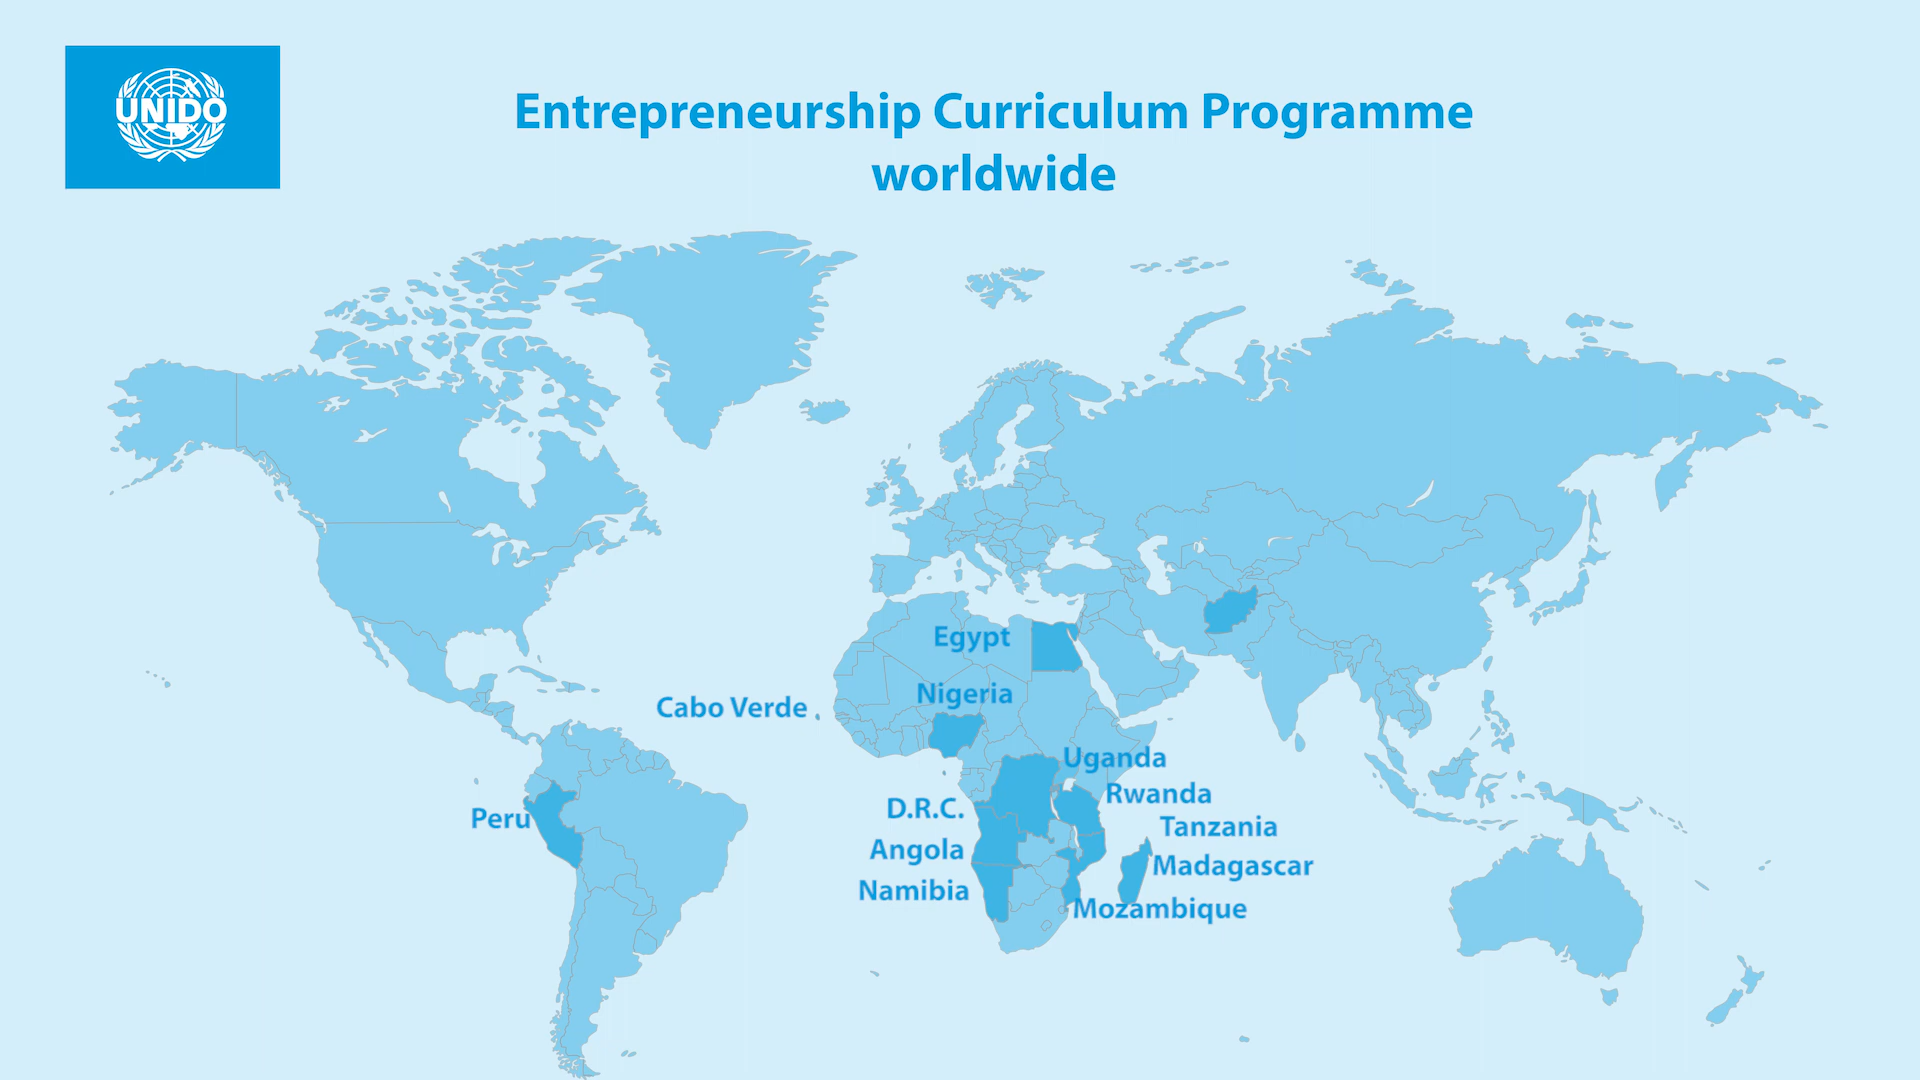 UNIDO
Entrepreneurship Curriculum Programme
worldwide
Egypt
Nigeria
Cabo Verde
Uganda
Rwanda
D.R.C.
Peru
Tanzania
Angola
Madagascar
Namibia
Mozambique